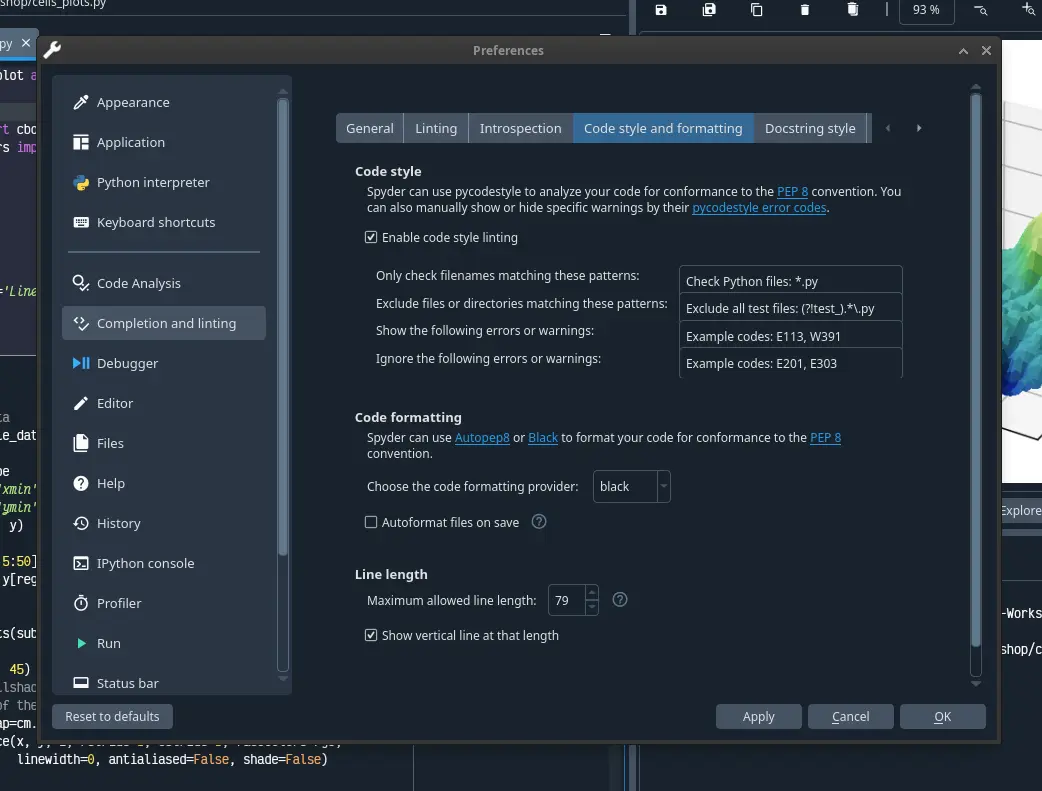 shop/cells_plots.py
93 %
py
Preferences
Appearance
Application
Python interpreter
Keyboard shortcuts
Code Analysis
Completion and linting
Debugger
Editor
Files
Help
History
IPython console
Profiler
Run
Status bar
Reset to defaults
General
Linting
Introspection
Code style and formatting
Docstring style
Code style
Spyder can use pycodestyle to analyze your code for conformance to the PEP 8 convention. You
can also manually show or hide specific warnings by their pycodestyle error codes.
Enable code style linting
Only check filenames matching these patterns:
Check Python files: *.py
Exclude files or directories matching these patterns:
Exclude all test files: (?!test_).*\.py
Show the following errors or warnings:
Example codes: E113, W391
Ignore the following errors or warnings:
Example codes: E201, E303
Code formatting
Spyder can use Autopep8 or Black to format your code for conformance to the PEP 8
convention.
Choose the code formatting provider: black
Autoformat files on save
Line length
Maximum allowed line length: 79
Show vertical line at that length
Apply
Cancel
OK
plot a
rt cbo
rs imp
='Line
ta
le_dat
pe
'xmin'
'ymin'
y)
5:50]
y[reg
ts(sub
45)
llshad
of the
ap=cm.
linewidth=0, antialiased=False, shade=False)
Explore
-Works
shop/c